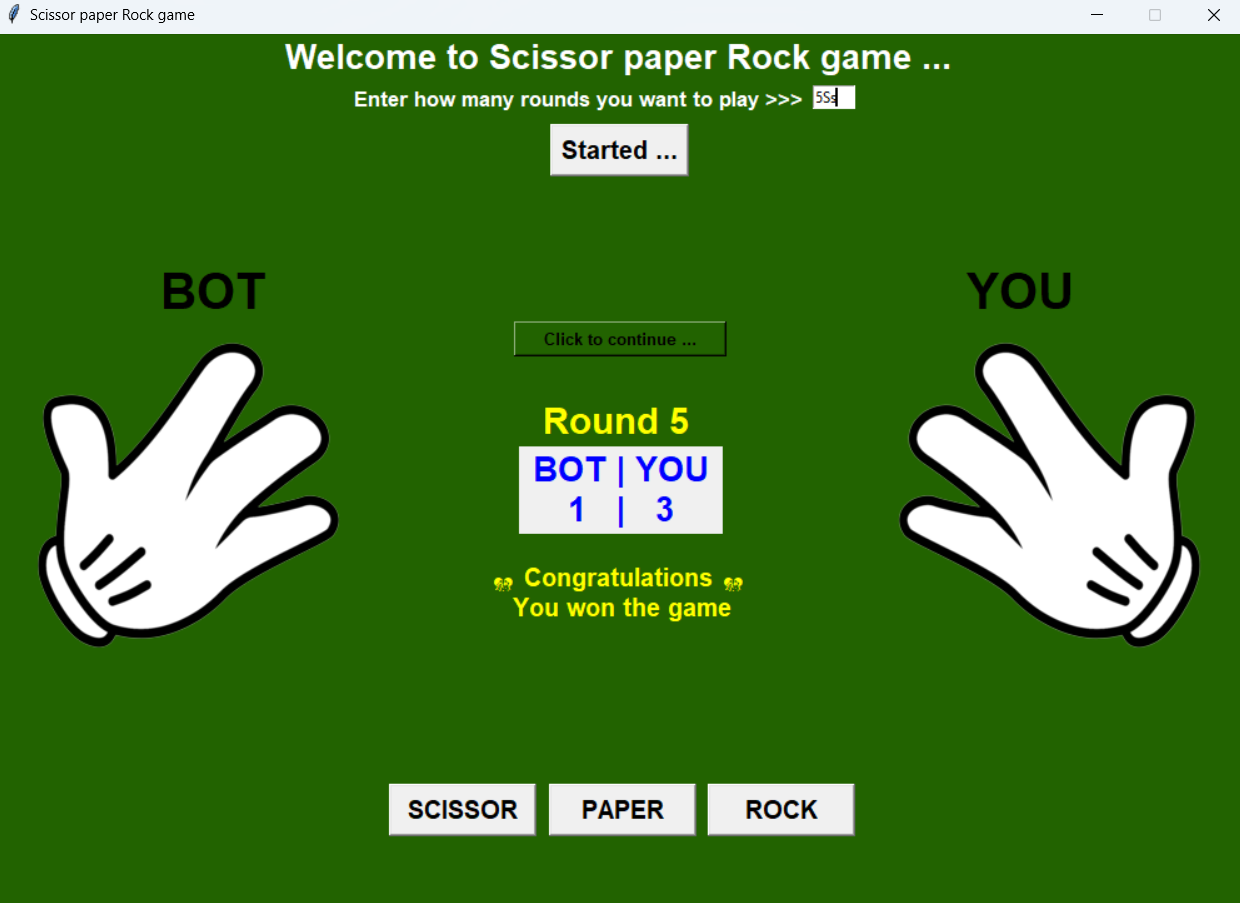 Scissor paper Rock game
Welcome to Scissor paper Rock game ...
Enter how many rounds you want to play >>> 5Ss
Started ...
BOT
YOU
Click to continue ...
Round 5
BOT | YOU
1 | 3
Congratulations
You won the game
SCISSOR PAPER ROCK